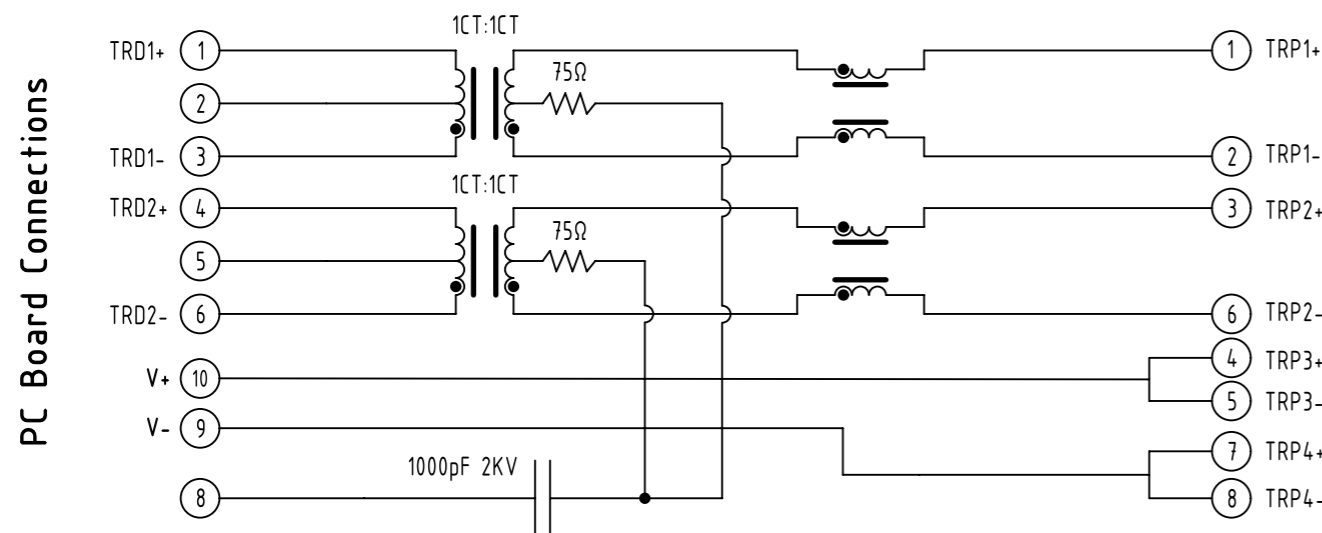 PC Board Connections
1CT:1CT
TRD1+ 1
75Ω
1 TRP1+
2
TRD1- 3
2 TRP1-
1CT:1CT
TRD2+ 4
3 TRP2+
75Ω
5
TRD2- 6
6 TRP2-
V+ 10
4 TRP3+
5 TRP3-
V- 9
7 TRP4+
1000pF 2KV
8
8 TRP4-